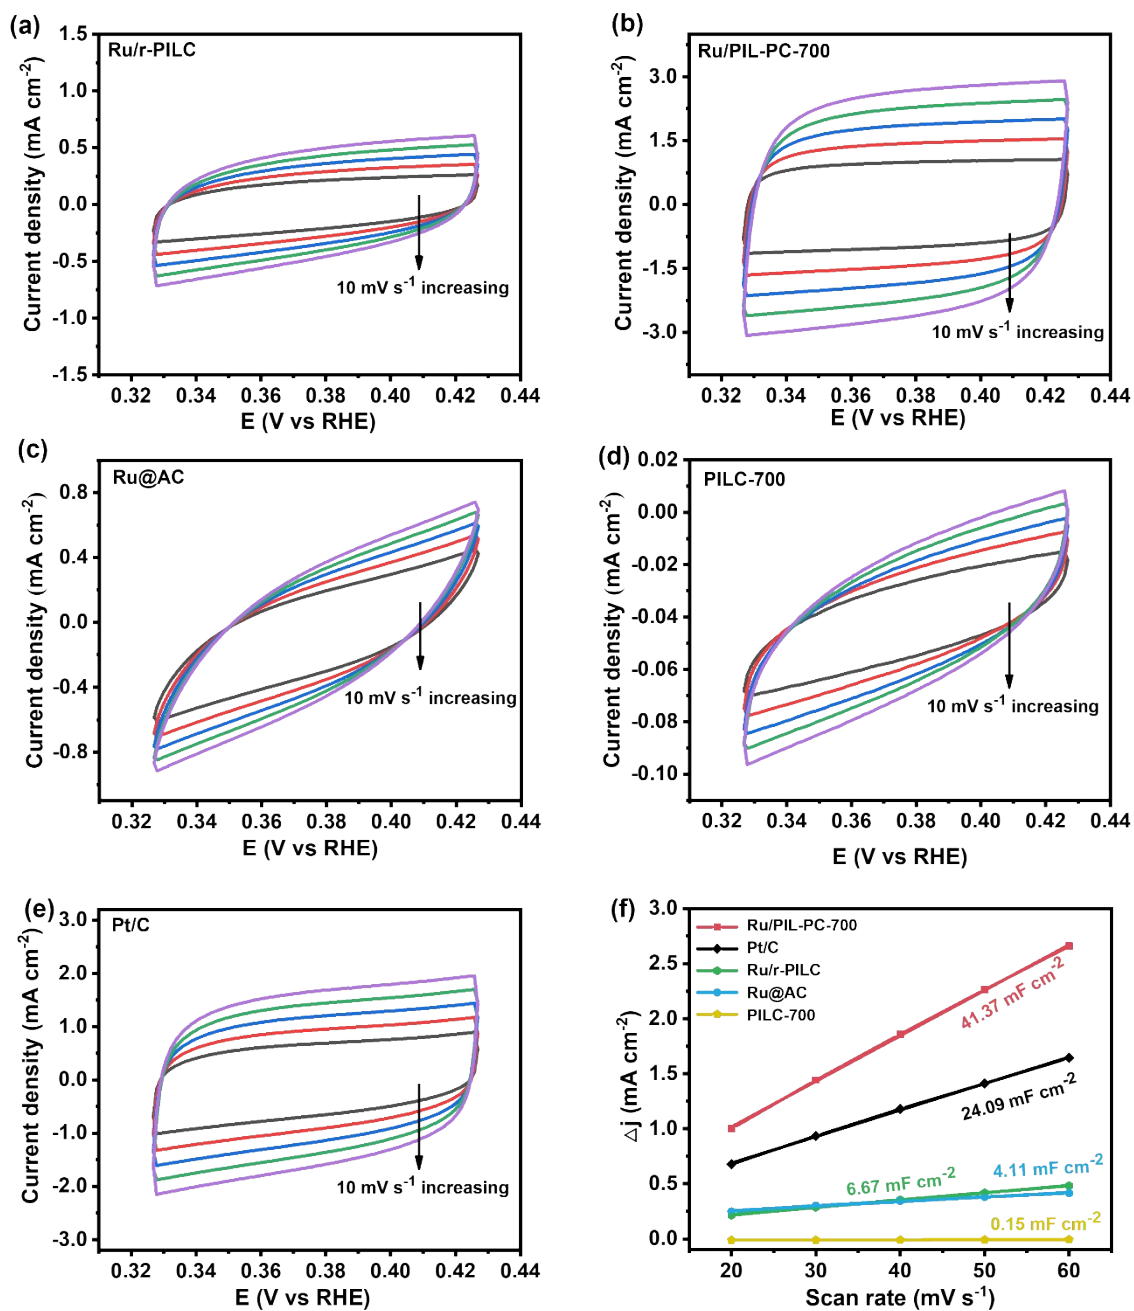 (a)
Ru/r-PILC
1.5
1.0
0.5
0.0
-0.5
-1.0
-1.5
Current density (mA cm-2)
10 mV s-1 increasing
0.32 0.34 0.36 0.38 0.40 0.42 0.44
E (V vs RHE)
(b)
Ru/PIL-PC-700
3.0
1.5
0.0
-1.5
-3.0
Current density (mA cm-2)
10 mV s-1 increasing
0.32 0.34 0.36 0.38 0.40 0.42 0.44
E (V vs RHE)
(c)
Ru@AC
0.8
0.4
0.0
-0.4
-0.8
Current density (mA cm-2)
10 mV s-1 increasing
0.32 0.34 0.36 0.38 0.40 0.42 0.44
E (V vs RHE)
(d)
PILC-700
0.02
0.00
-0.02
-0.04
-0.06
-0.08
-0.10
Current density (mA cm-2)
10 mV s-1 increasing
0.32 0.34 0.36 0.38 0.40 0.42 0.44
E (V vs RHE)
(e)
Pt/C
3.0
2.0
1.0
0.0
-1.0
-2.0
-3.0
Current density (mA cm-2)
10 mV s-1 increasing
0.32 0.34 0.36 0.38 0.40 0.42 0.44
E (V vs RHE)
(f)
Ru/PIL-PC-700
Pt/C
Ru/r-PILC
Ru@AC
PILC-700
3.0
2.5
2.0
1.5
1.0
0.5
0.0
△j (mA cm-2)
41.37 mF cm-2
24.09 mF cm-2
6.67 mF cm-2
4.11 mF cm-2
0.15 mF cm-2
20 30 40 50 60
Scan rate (mV s-1)